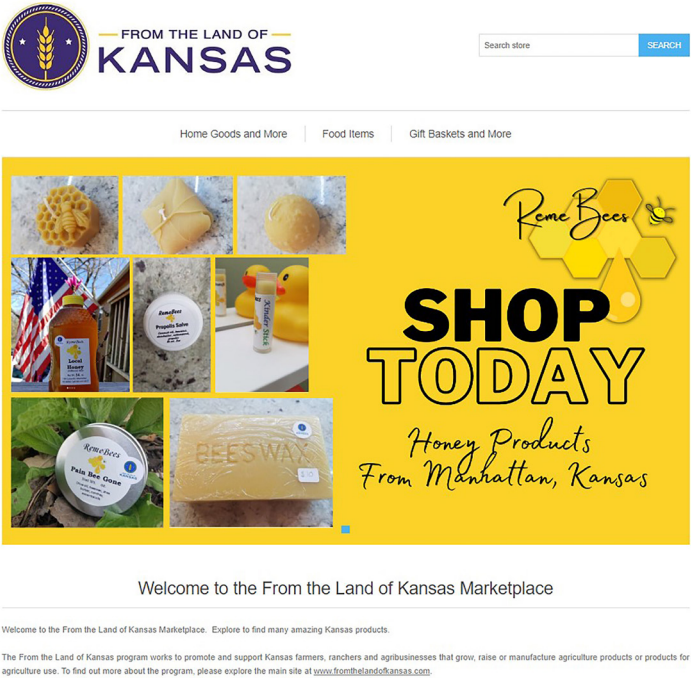 FROM THE LAND OF
KANSAS
Search store
SEARCH
Home Goods and More
Food Items
Gift Baskets and More
Reme Bees
SHOP
TODAY
Honey Products
From Manhattan, Kansas
RemeBees
Local
Honey
RemeBees
Propolis Salve
Kinder Stick
RemeBees
Pain Bee Gone
KANSAS
BEESWAX
$10
Welcome to the From the Land of Kansas Marketplace
Welcome to the From the Land of Kansas Marketplace. Explore to find many amazing Kansas products.
The From the Land of Kansas program works to promote and support Kansas farmers, ranchers and agribusinesses that grow, raise or manufacture agriculture products or products for
agriculture use. To find out more about the program, please explore the main site at www.fromthelandofkansas.com.